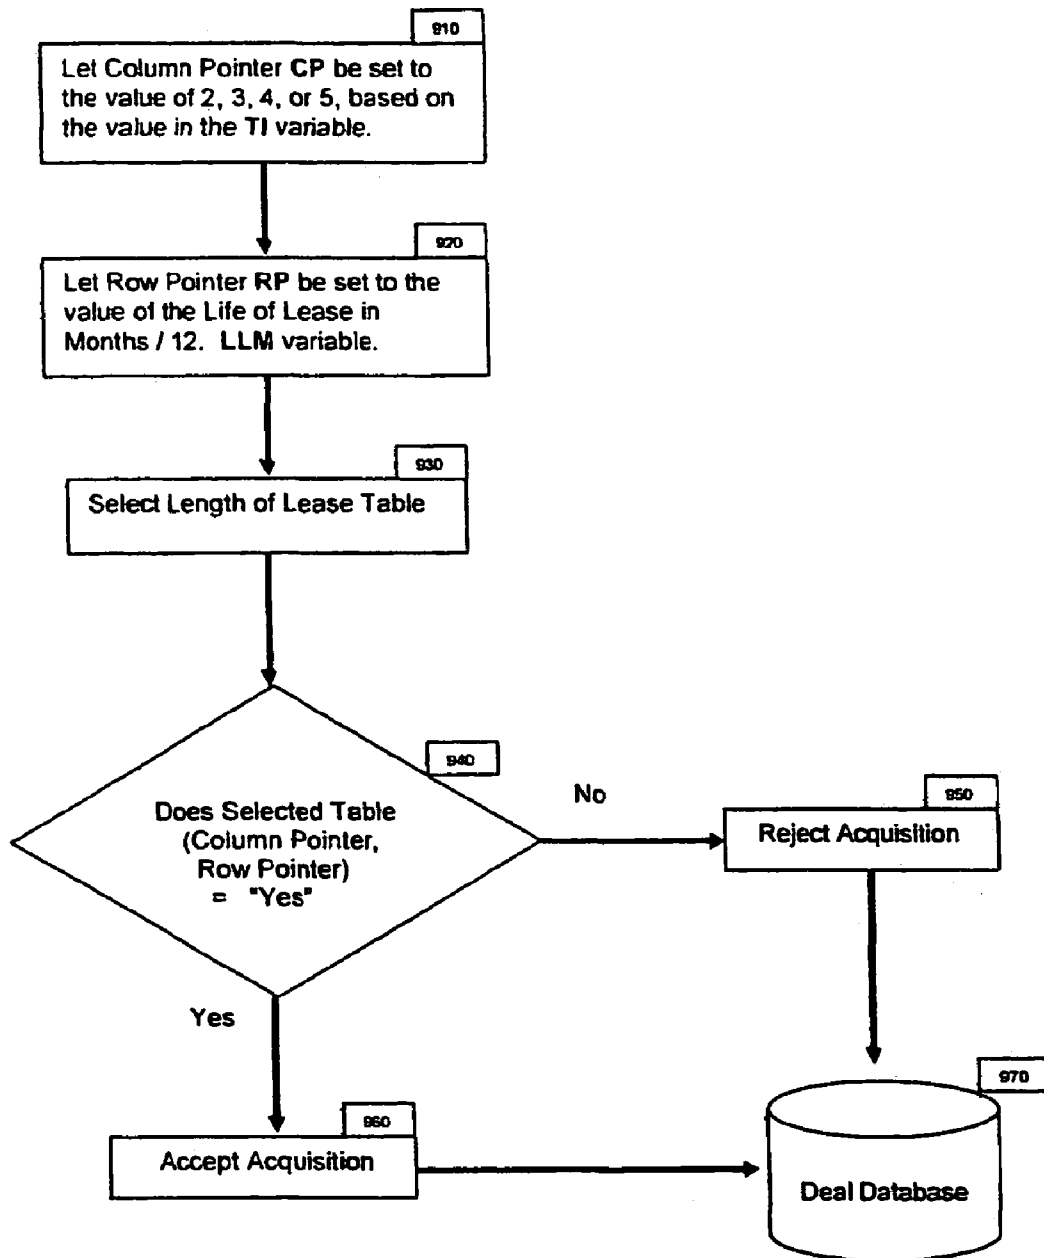 910
Let Column Pointer CP be set to
the value of 2, 3, 4, or 5, based on
the value in the TI variable.
920
Let Row Pointer RP be set to the
value of the Life of Lease in
Months / 12. LLM variable.
930
Select Length of Lease Table
940
Does Selected Table
(Column Pointer,
Row Pointer)
= "Yes"
No
950
Reject Acquisition
Yes
960
Accept Acquisition
970
Deal Database